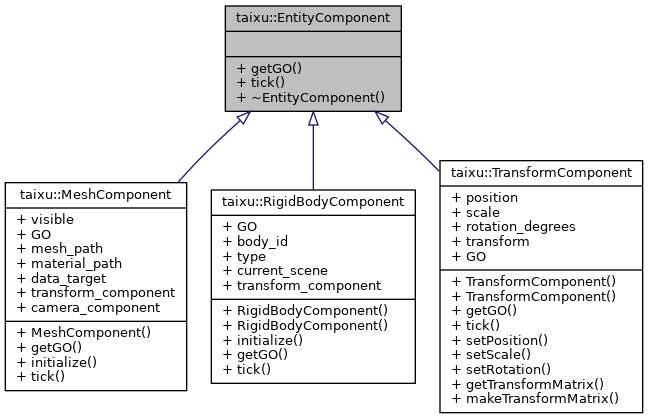 taixu::EntityComponent
+ getGO()
+ tick()
+ ~EntityComponent()
taixu::MeshComponent
+ visible
+ GO
+ mesh_path
+ material_path
+ data_target
+ transform_component
+ camera_component
+ MeshComponent()
+ getGO()
+ initialize()
+ tick()
taixu::RigidBodyComponent
+ GO
+ body_id
+ type
+ current_scene
+ transform_component
+ RigidBodyComponent()
+ RigidBodyComponent()
+ initialize()
+ getGO()
+ tick()
taixu::TransformComponent
+ position
+ scale
+ rotation_degrees
+ transform
+ GO
+ TransformComponent()
+ TransformComponent()
+ getGO()
+ tick()
+ setPosition()
+ setScale()
+ setRotation()
+ getTransformMatrix()
+ makeTransformMatrix()